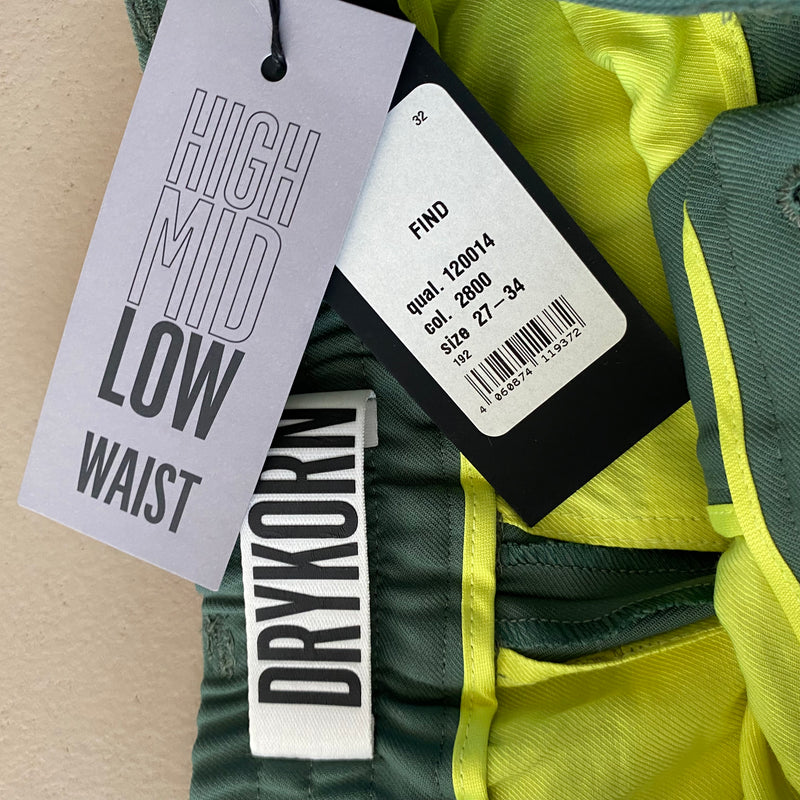 HIGH
MID
LOW
WAIST
32
FIND
qual. 120014
col. 2800
size 27-34
192
4 060874 119372
DRYKORN